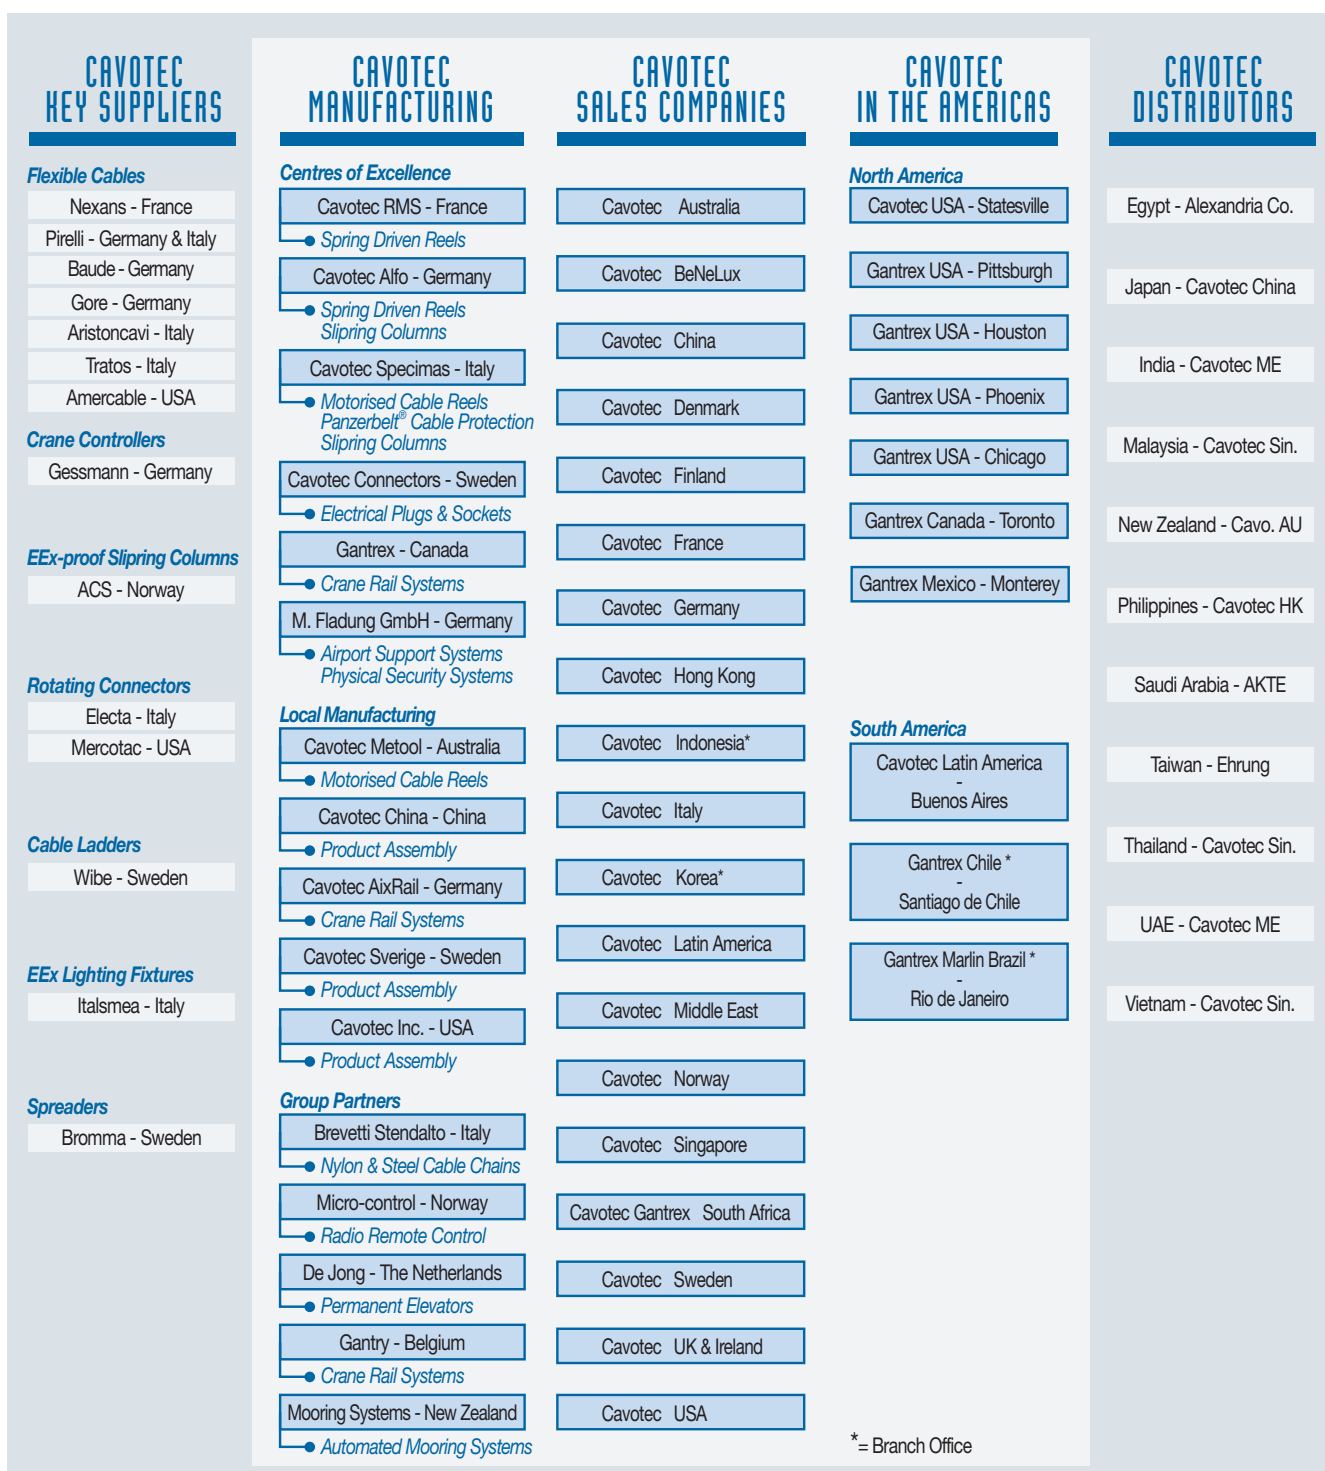 CAVOTEC
KEY SUPPLIERS
Flexible Cables
Nexans - France
Pirelli - Germany & Italy
Baude - Germany
Gore - Germany
Aristoncavi - Italy
Tratos - Italy
Amercable - USA
Crane Controllers
Gessmann - Germany
EEx-proof Slipring Columns
ACS - Norway
Rotating Connectors
Electa - Italy
Mercotac - USA
Cable Ladders
Wibe - Sweden
EEx Lighting Fixtures
Italsmea - Italy
Spreaders
Bromma - Sweden
CAVOTEC
MANUFACTURING
Centres of Excellence
Cavotec RMS - France
Spring Driven Reels
Cavotec Alfo - Germany
Spring Driven Reels
Slipring Columns
Cavotec Specimas - Italy
Motorised Cable Reels
Panzerbelt® Cable Protection
Slipring Columns
Cavotec Connectors - Sweden
Electrical Plugs & Sockets
Gantrex - Canada
Crane Rail Systems
M. Fladung GmbH - Germany
Airport Support Systems
Physical Security Systems
Local Manufacturing
Cavotec Metool - Australia
Motorised Cable Reels
Cavotec China - China
Product Assembly
Cavotec AixRail - Germany
Crane Rail Systems
Cavotec Sverige - Sweden
Product Assembly
Cavotec Inc. - USA
Product Assembly
Group Partners
Brevetti Stendalto - Italy
Nylon & Steel Cable Chains
Micro-control - Norway
Radio Remote Control
De Jong - The Netherlands
Permanent Elevators
Gantry - Belgium
Crane Rail Systems
Mooring Systems - New Zealand
Automated Mooring Systems
CAVOTEC
SALES COMPANIES
Cavotec Australia
Cavotec BeNeLux
Cavotec China
Cavotec Denmark
Cavotec Finland
Cavotec France
Cavotec Germany
Cavotec Hong Kong
Cavotec Indonesia*
Cavotec Italy
Cavotec Korea*
Cavotec Latin America
Cavotec Middle East
Cavotec Norway
Cavotec Singapore
Cavotec Gantrex South Africa
Cavotec Sweden
Cavotec UK & Ireland
Cavotec USA
CAVOTEC
IN THE AMERICAS
North America
Cavotec USA - Statesville
Gantrex USA - Pittsburgh
Gantrex USA - Houston
Gantrex USA - Phoenix
Gantrex USA - Chicago
Gantrex Canada - Toronto
Gantrex Mexico - Monterey
South America
Cavotec Latin America
-
Buenos Aires
Gantrex Chile *
-
Santiago de Chile
Gantrex Marlin Brazil *
-
Rio de Janeiro
*= Branch Office
CAVOTEC
DISTRIBUTORS
Egypt - Alexandria Co.
Japan - Cavotec China
India - Cavotec ME
Malaysia - Cavotec Sin.
New Zealand - Cavo. AU
Philippines - Cavotec HK
Saudi Arabia - AKTE
Taiwan - Ehrung
Thailand - Cavotec Sin.
UAE - Cavotec ME
Vietnam - Cavotec Sin.